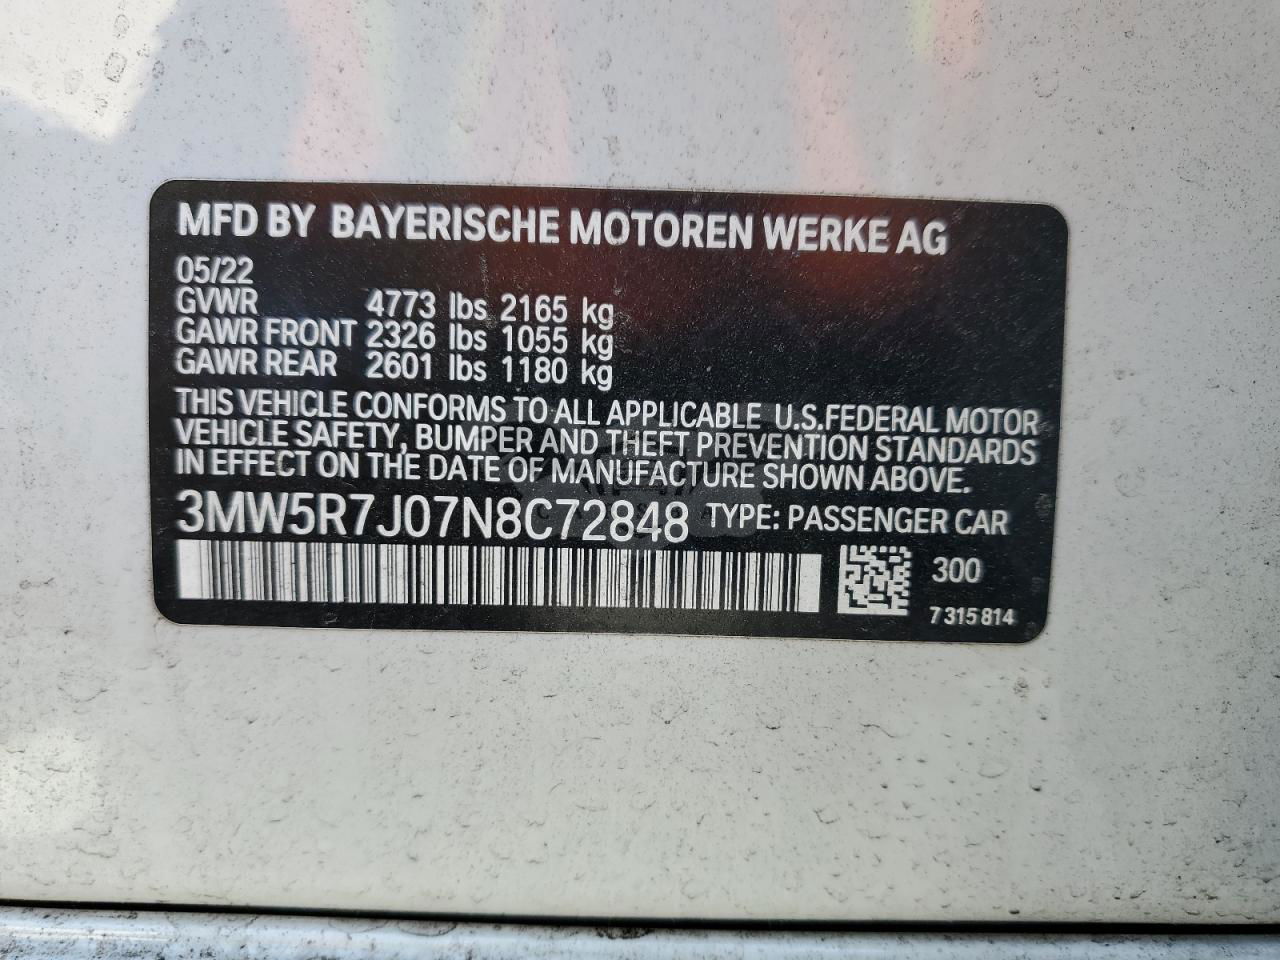 MFD BY BAYERISCHE MOTOREN WERKE AG
05/22
GVWR 4773 lbs 2165 kg
GAWR FRONT 2326 lbs 1055 kg
GAWR REAR 2601 lbs 1180 kg
THIS VEHICLE CONFORMS TO ALL APPLICABLE U.S.FEDERAL MOTOR
VEHICLE SAFETY, BUMPER AND THEFT PREVENTION STANDARDS
IN EFFECT ON THE DATE OF MANUFACTURE SHOWN ABOVE.
3MW5R7J07N8C72848 TYPE: PASSENGER CAR
300
7 315 814